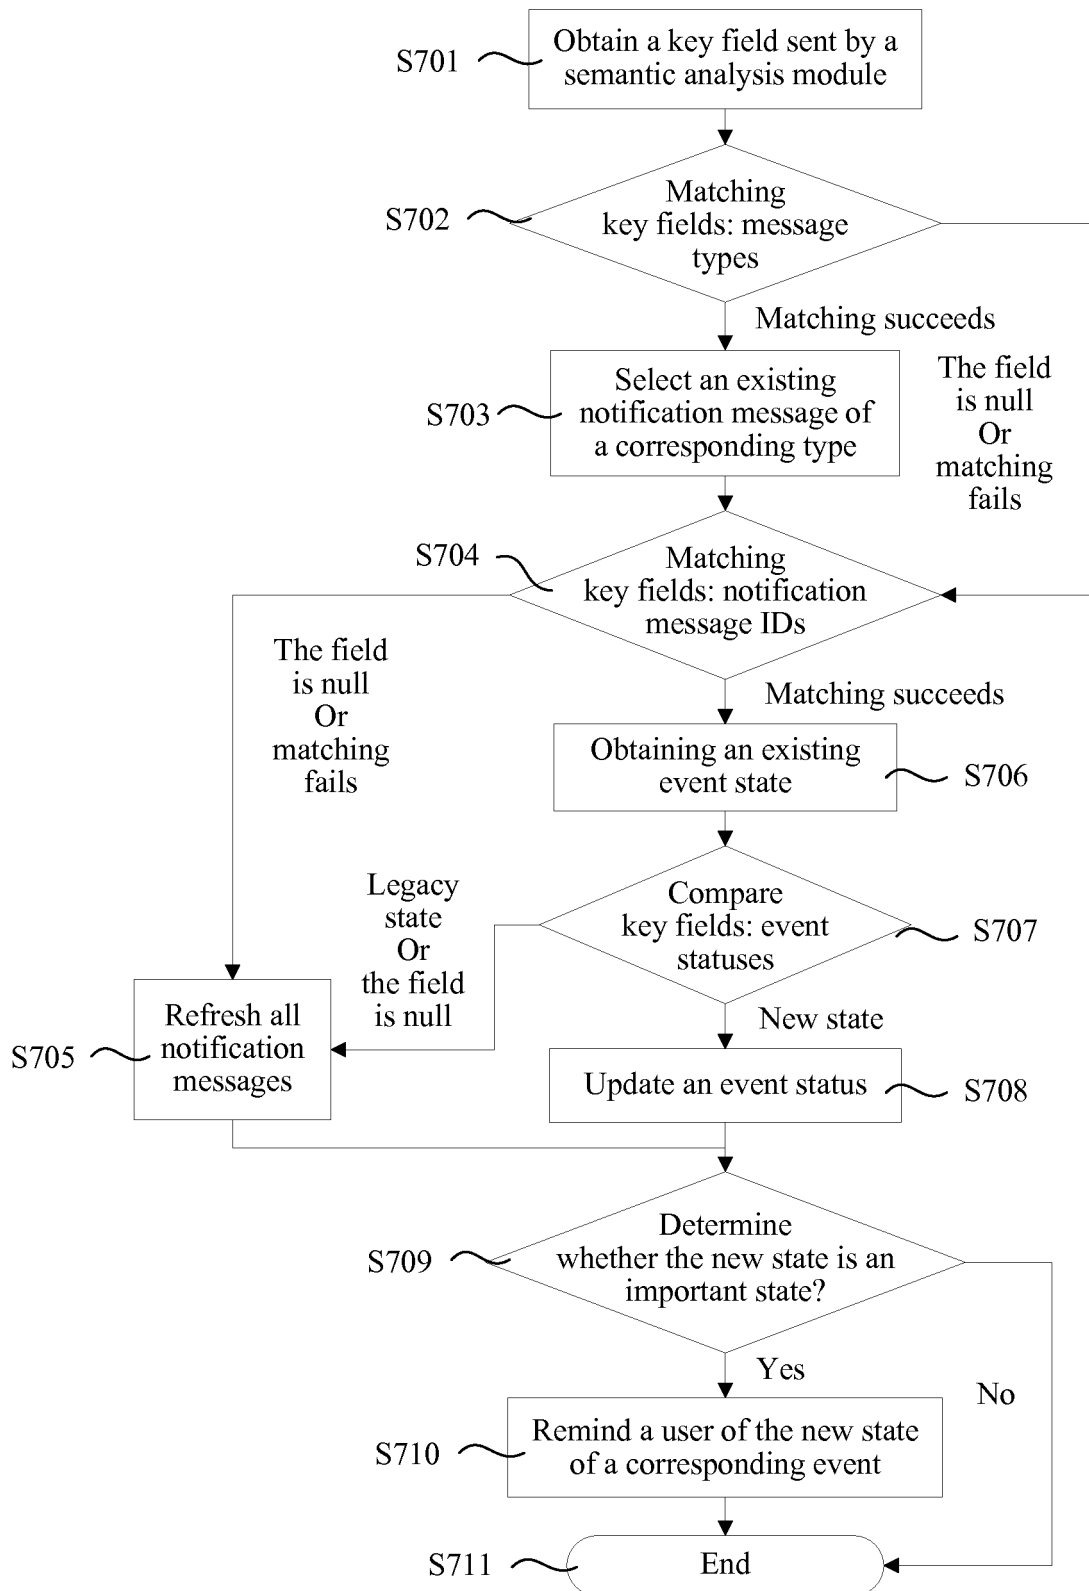 S701
Obtain a key field sent by a
semantic analysis module
S702
Matching
key fields: message
types
Matching succeeds
The field
is null
Or
matching
fails
S703
Select an existing
notification message of
a corresponding type
S704
Matching
key fields: notification
message IDs
The field
is null
Or
matching
fails
Matching succeeds
Obtaining an existing
event state
S706
Legacy
state
Or
the field
is null
Compare
key fields: event
statuses
S707
New state
S705
Refresh all
notification
messages
Update an event status
S708
S709
Determine
whether the new state is an
important state?
Yes
No
S710
Remind a user of the new state
of a corresponding event
S711
End